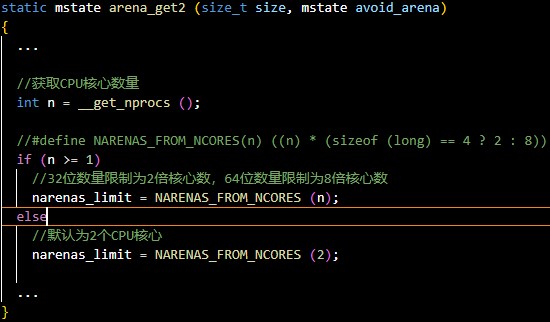 static mstate arena_get2 (size_t size, mstate avoid_arena)
{
...
//获取CPU核心数量
int n = __get_nprocs ();
//#define NARENAS_FROM_NCORES(n) ((n) * (sizeof (long) == 4 ? 2 : 8))
if (n >= 1)
//32位数量限制为2倍核心数，64位数量限制为8倍核心数
narenas_limit = NARENAS_FROM_NCORES (n);
else
//默认为2个CPU核心
narenas_limit = NARENAS_FROM_NCORES (2);
...
}